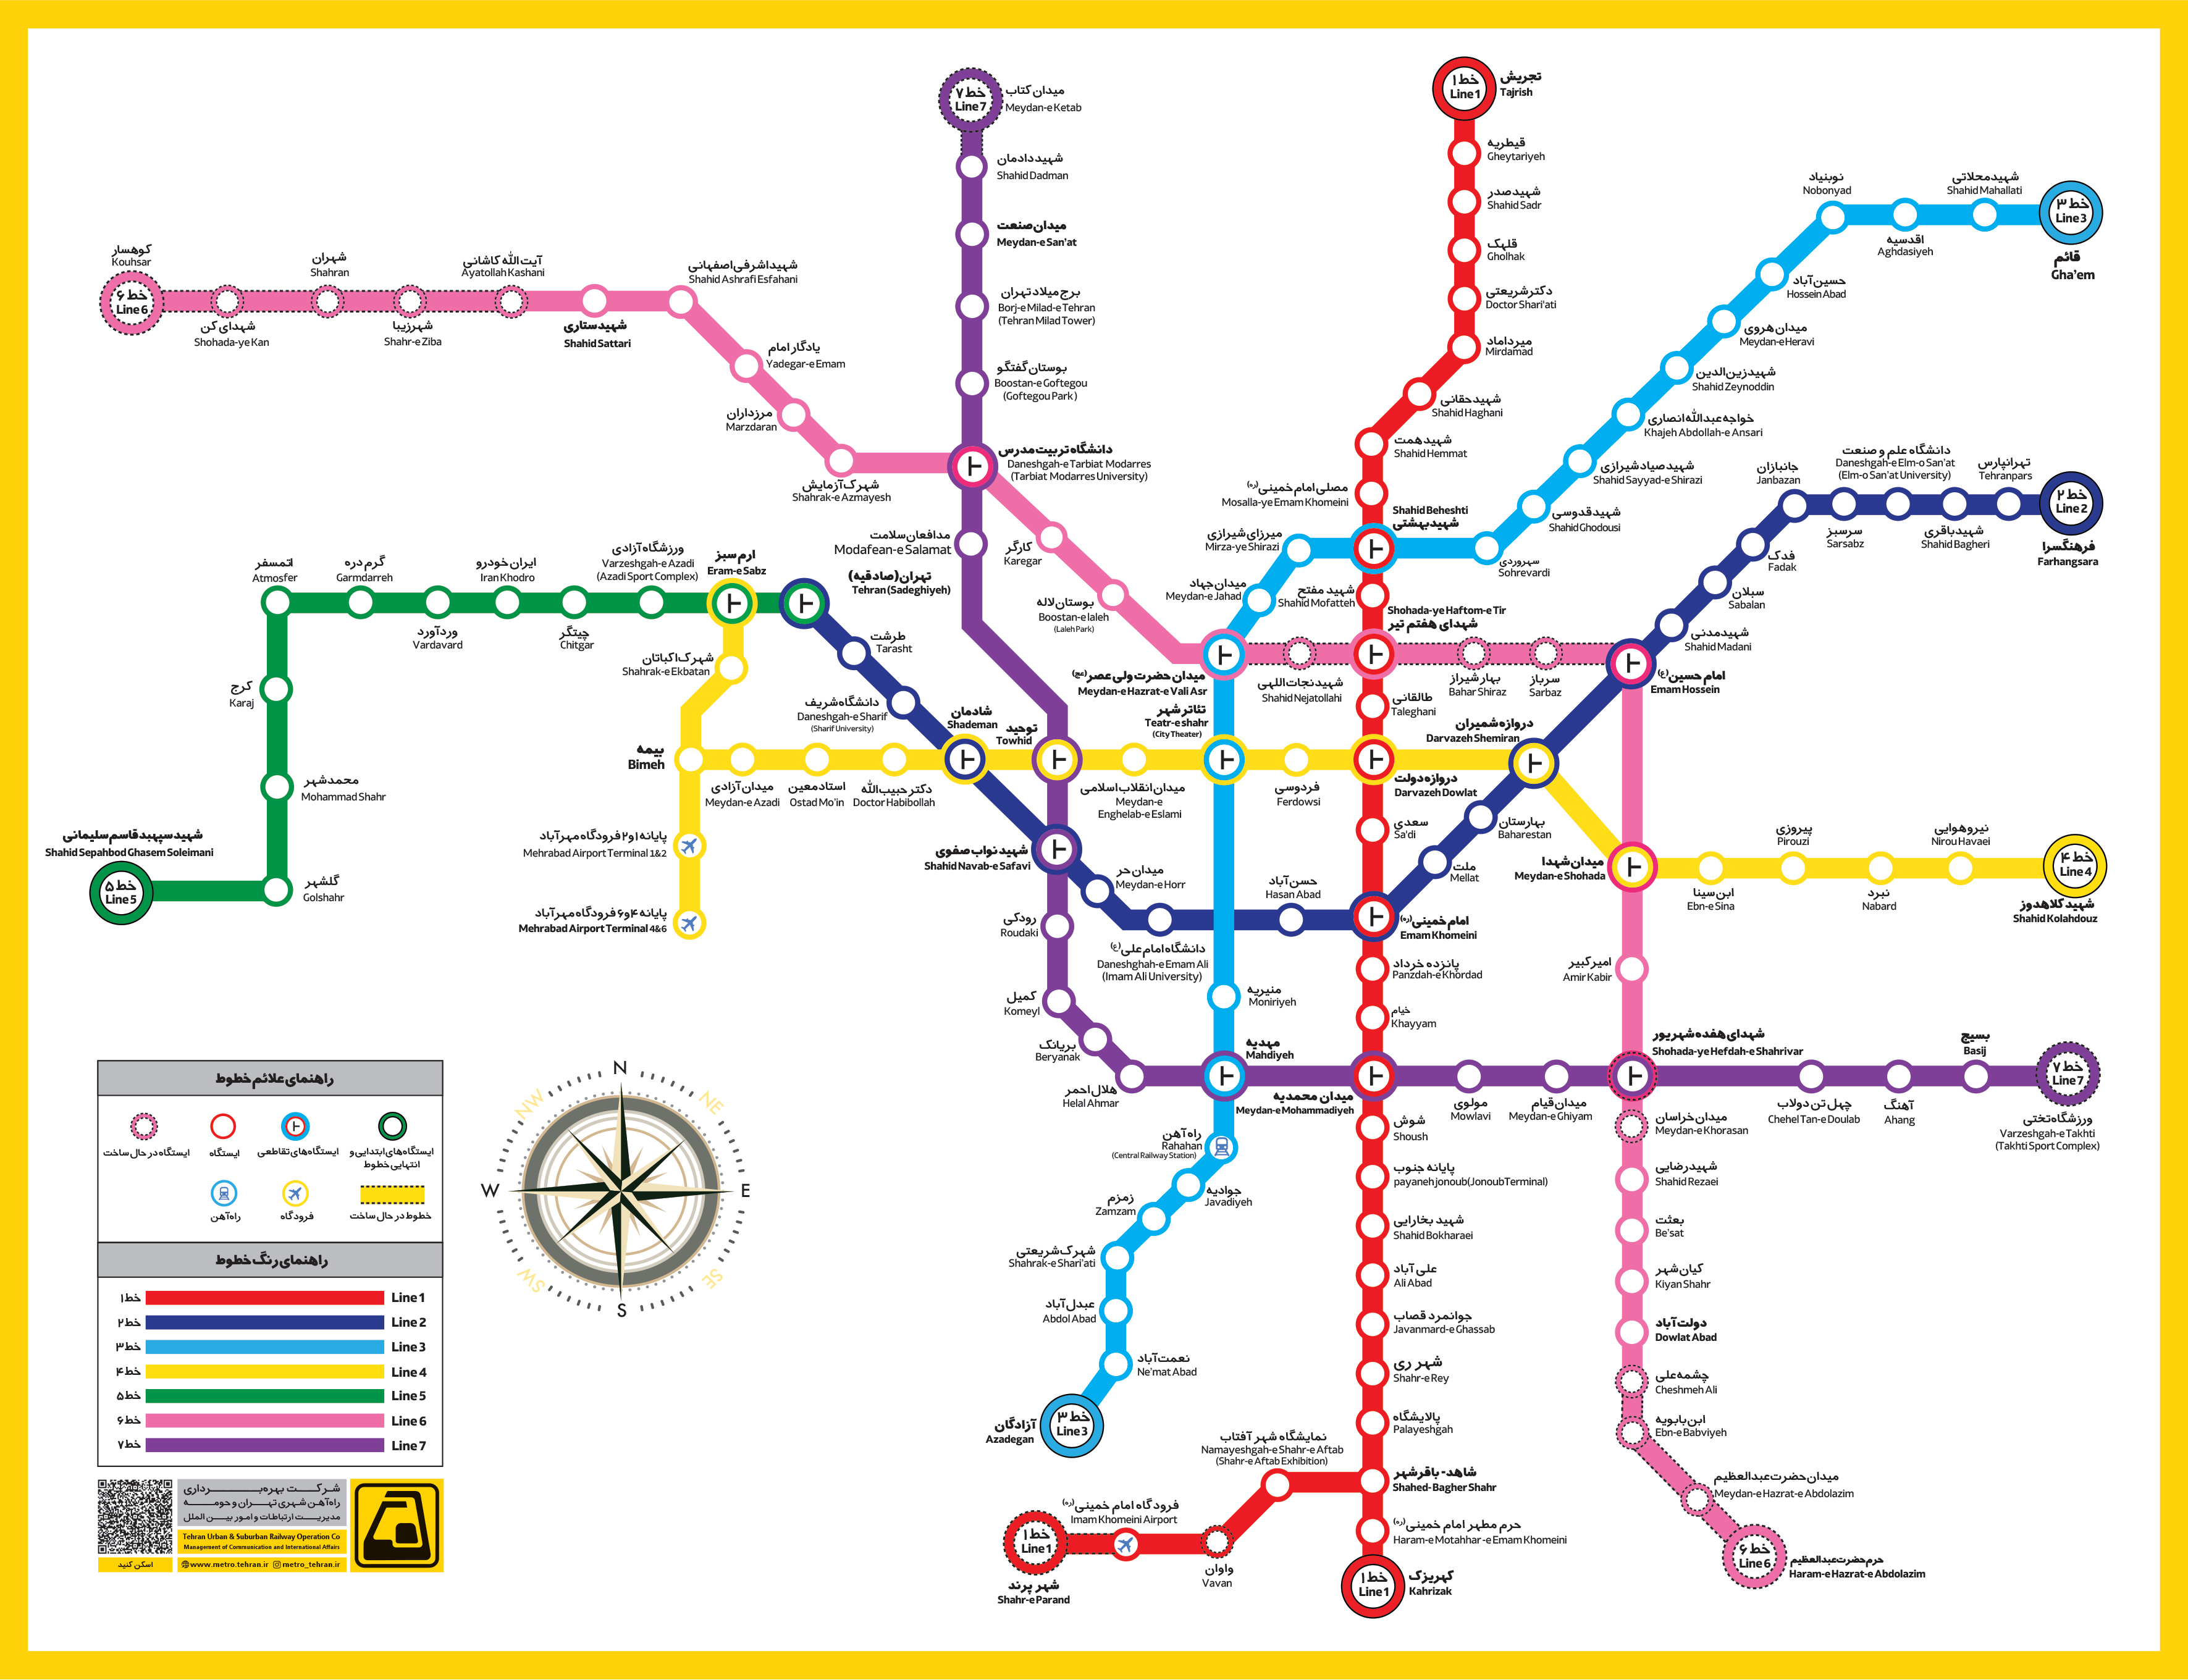 خط ۷
Line 7
میدان کتاب
Meydan-e Ketab
شهید دادمان
Shahid Dadman
میدان صنعت
Meydan-e San'at
برج میلاد تهران
Borj-e Milad-e Tehran
(Tehran Milad Tower)
بوستان گفتگو
Boostan-e Goftegou
(Goftegou Park)
دانشگاه تربیت مدرس
Daneshgah-e Tarbiat Modarres
(Tarbiat Modarres University)
مدافعان سلامت
Modafean-e Salamat
خط ۱
Line 1
تجریش
Tajrish
قیطریه
Gheytariyeh
شهید صدر
Shahid Sadr
قلهک
Gholhak
دکتر شریعتی
Doctor Shari'ati
میرداماد
Mirdamad
شهید حقانی
Shahid Haghani
شهید همت
Shahid Hemmat
مصلی امام خمینی (ره)
Mosalla-ye Emam Khomeini
Shahid Beheshti
شهید بهشتی
شهید مفتح
Shahid Mofatteh
Shohada-ye Haftom-e Tir
شهدای هفتم تیر
طالقانی
Taleghani
دروازه دولت
Darvazeh Dowlat
سعدی
Sa'di
امام خمینی (ره)
Emam Khomeini
پانزده خرداد
Panzdah-e Khordad
خیام
Khayyam
میدان محمدیه
Meydan-e Mohammadiyeh
شوش
Shoush
پایانه جنوب
payaneh jonoub(Jonoub Terminal)
شهید بخارایی
Shahid Bokharaei
علی آباد
Ali Abad
جوانمرد قصاب
Javanmard-e Ghassab
شهر ری
Shahr-e Rey
پالایشگاه
Palayeshgah
شاهد - باقرشهر
Shahed- Bagher Shahr
حرم مطهر امام خمینی (ره)
Haram-e Motahhar -e Emam Khomeini
خط ۱
Line 1
کهریزک
Kahrizak
نمایشگاه شهر آفتاب
Namayeshgah-e Shahr-e Aftab
(Shahr-e Aftab Exhibition)
واوان
Vavan
فرودگاه امام خمینی (ره)
Imam Khomeini Airport
خط ۱
Line 1
شهر پرند
Shahr-e Parand
خط ۳
Line 3
قائم
Gha'em
شهید محلاتی
Shahid Mahallati
اقدسیه
Aghdasiyeh
نوبنیاد
Nobonyad
حسین آباد
Hossein Abad
میدان هروی
Meydan-e Heravi
شهید زین الدین
Shahid Zeynoddin
خواجه عبدالله انصاری
Khajeh Abdollah-e Ansari
شهید صیاد شیرازی
Shahid Sayyad-e Shirazi
شهید قدوسی
Shahid Ghodousi
سهروردی
Sohrevardi
میرزای شیرازی
Mirza-ye Shirazi
میدان جهاد
Meydan-e Jahad
میدان حضرت ولی عصر (عج)
Meydan-e Hazrat-e Vali Asr
تئاتر شهر
Teatr-e shahr
(City Theater)
منیریه
Moniriyeh
مهدیه
Mahdiyeh
راه آهن
Rahahan
(Central Railway Station)
جوادیه
Javadiyeh
زمزم
Zamzam
شهرک شریعتی
Shahrak-e Shari'ati
عبدل آباد
Abdol Abad
نعمت آباد
Ne'mat Abad
خط ۳
Line 3
آزادگان
Azadegan
خط ۶
Line 6
کوهسار
Kouhsar
شهدای کن
Shohada-ye Kan
شهران
Shahran
شهر زیبا
Shahr-e Ziba
آیت الله کاشانی
Ayatollah Kashani
شهید ستاری
Shahid Sattari
شهید اشرفی اصفهانی
Shahid Ashrafi Esfahani
یادگار امام
Yadegar-e Emam
مرزداران
Marzdaran
شهرک آزمایش
Shahrak-e Azmayesh
کارگر
Karegar
بوستان لاله
Boostan-e laleh
(Laleh Park)
شهید نجات اللهی
Shahid Nejatollahi
بهار شیراز
Bahar Shiraz
سرباز
Sarbaz
امام حسین (ع)
Emam Hossein
میدان شهدا
Meydan-e Shohada
امیر کبیر
Amir Kabir
شهدای هفده شهریور
Shohada-ye Hefdah-e Shahrivar
میدان خراسان
Meydan-e Khorasan
شهید رضایی
Shahid Rezaei
بعثت
Be'sat
کیان شهر
Kiyan Shahr
دولت آباد
Dowlat Abad
چشمه علی
Cheshmeh Ali
ابن بابویه
Ebn-e Babviyeh
میدان حضرت عبدالعظیم
Meydan-e Hazrat-e Abdolazim
خط ۶
Line 6
حرم حضرت عبدالعظیم
Haram-e Hazrat-e Abdolazim
خط ۲
Line 2
فرهنگسرا
Farhangsara
تهرانپارس
Tehranpars
شهید باقری
Shahid Bagheri
دانشگاه علم و صنعت
Daneshgah-e Elm-o San'at
(Elm-o San'at University)
سرسبز
Sarsabz
جانبازان
Janbazan
فدک
Fadak
سبلان
Sabalan
شهید مدنی
Shahid Madani
دروازه شمیران
Darvazeh Shemiran
بهارستان
Baharestan
ملت
Mellat
حسن آباد
Hasan Abad
دانشگاه امام علی (ع)
Daneshghah-e Emam Ali
(Imam Ali University)
میدان حر
Meydan-e Horr
شهید نواب صفوی
Shahid Navab-e Safavi
شادمان
Shademan
دانشگاه شریف
Daneshgah-e Sharif
(Sharif University)
طرشت
Tarasht
تهران (صادقیه)
Tehran (Sadeghiyeh)
ارم سبز
Eram-e Sabz
ورزشگاه آزادی
Varzeshgah-e Azadi
(Azadi Sport Complex)
چیتگر
Chitgar
ایران خودرو
Iran Khodro
وردآورد
Vardavard
گرم دره
Garmdarreh
اتمسفر
Atmosfer
کرج
Karaj
محمدشهر
Mohammad Shahr
گلشهر
Golshahr
شهید سپهبد قاسم سلیمانی
Shahid Sepahbod Ghasem Soleimani
خط ۵
Line 5
شهرک اکباتان
Shahrak-e Ekbatan
بیمه
Bimeh
پایانه ۱و۲ فرودگاه مهرآباد
Mehrabad Airport Terminal 1&2
پایانه ۴و۶ فرودگاه مهرآباد
Mehrabad Airport Terminal 4&6
میدان آزادی
Meydan-e Azadi
استاد معین
Ostad Mo'in
دکتر حبیب الله
Doctor Habibollah
توحید
Towhid
میدان انقلاب اسلامی
Meydan-e
Enghelab-e Eslami
فردوسی
Ferdowsi
ابن سینا
Ebn-e Sina
پیروزی
Pirouzi
نبرد
Nabard
نیروهوایی
Nirou Havaei
خط ۴
Line 4
شهید کلاهدوز
Shahid Kolahdouz
رودکی
Roudaki
کمیل
Komeyl
بریانک
Beryanak
هلال احمر
Helal Ahmar
مولوی
Mowlavi
میدان قیام
Meydan-e Ghiyam
چهل تن دولاب
Chehel Tan-e Doulab
آهنگ
Ahang
بسیج
Basij
خط ۷
Line 7
ورزشگاه تختی
Varzeshgah-e Takhti
(Takhti Sport Complex)
راهنمای علائم خطوط
ایستگاه های ابتدایی و
انتهایی خطوط
ایستگاه های تقاطعی
ایستگاه
ایستگاه در حال ساخت
خطوط در حال ساخت
فرودگاه
راه آهن
راهنمای رنگ خطوط
خط ۱ Line 1
خط ۲ Line 2
خط ۳ Line 3
خط ۴ Line 4
خط ۵ Line 5
خط ۶ Line 6
خط ۷ Line 7
N
NE
E
SE
S
SW
W
NW
شرکت بهره برداری
راه آهن شهری تهران و حومه
مدیریت ارتباطات و امور بین الملل
Tehran Urban & Suburban Railway Operation Co
Management of Communication and International Affairs
اسکن کنید
www.metro.tehran.ir metro_tehran.ir